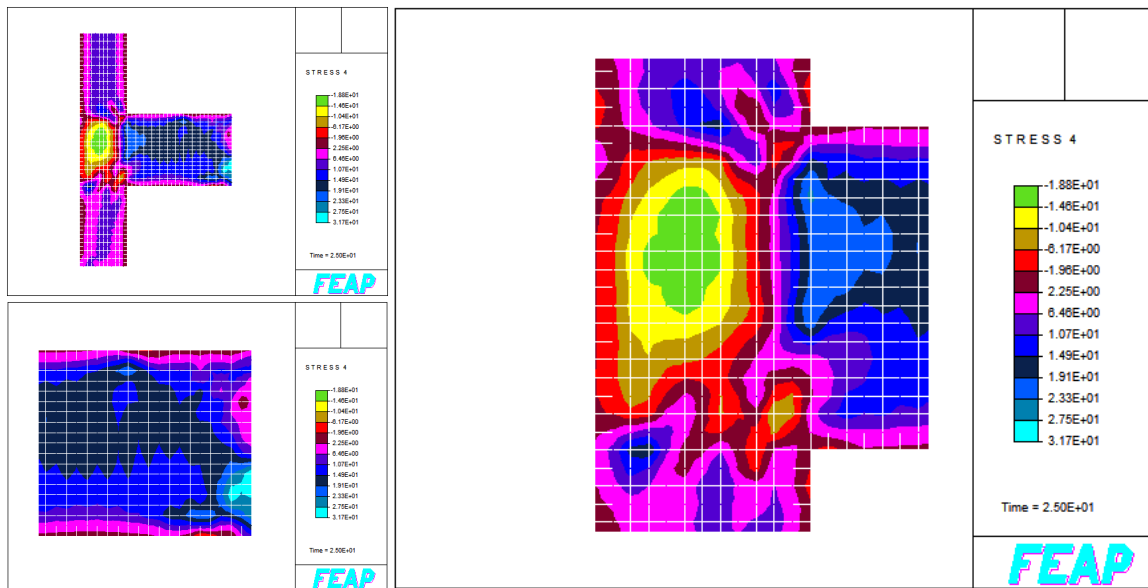 STRESS 4
-1.88E+01
-1.46E+01
-1.04E+01
-6.17E+00
-1.96E+00
2.25E+00
6.46E+00
1.07E+01
1.49E+01
1.91E+01
2.33E+01
2.75E+01
3.17E+01
Time = 2.50E+01
FEAP
STRESS 4
-1.88E+01
-1.46E+01
-1.04E+01
-6.17E+00
-1.96E+00
2.25E+00
6.46E+00
1.07E+01
1.49E+01
1.91E+01
2.33E+01
2.75E+01
3.17E+01
Time = 2.50E+01
FEAP
STRESS 4
-1.88E+01
-1.46E+01
-1.04E+01
-6.17E+00
-1.96E+00
2.25E+00
6.46E+00
1.07E+01
1.49E+01
1.91E+01
2.33E+01
2.75E+01
3.17E+01
Time = 2.50E+01
FEAP